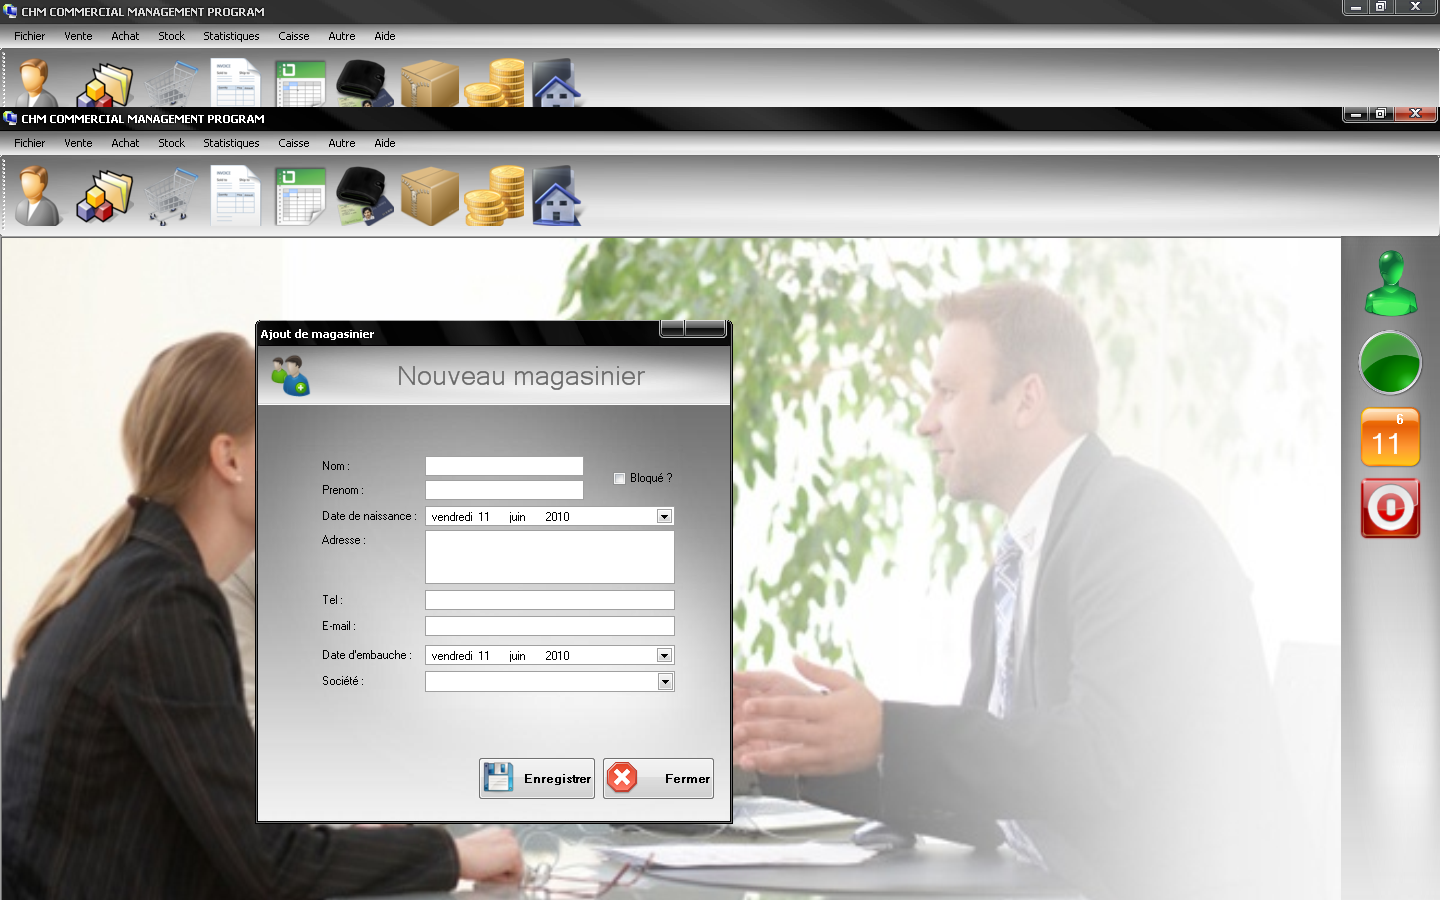 CHM COMMERCIAL MANAGEMENT PROGRAM
Fichier Vente Achat Stock Statistiques Caisse Autre Aide
INVOICE
CHM COMMERCIAL MANAGEMENT PROGRAM
Fichier Vente Achat Stock Statistiques Caisse Autre Aide
INVOICE
Ajout de magasinier
Nouveau magasinier
Nom :
Bloqué ?
Prenom :
Date de naissance : vendredi 11 juin 2010
Adresse :
Tel :
E-mail :
Date d'embauche : vendredi 11 juin 2010
Société :
Enregistrer Fermer
6
11